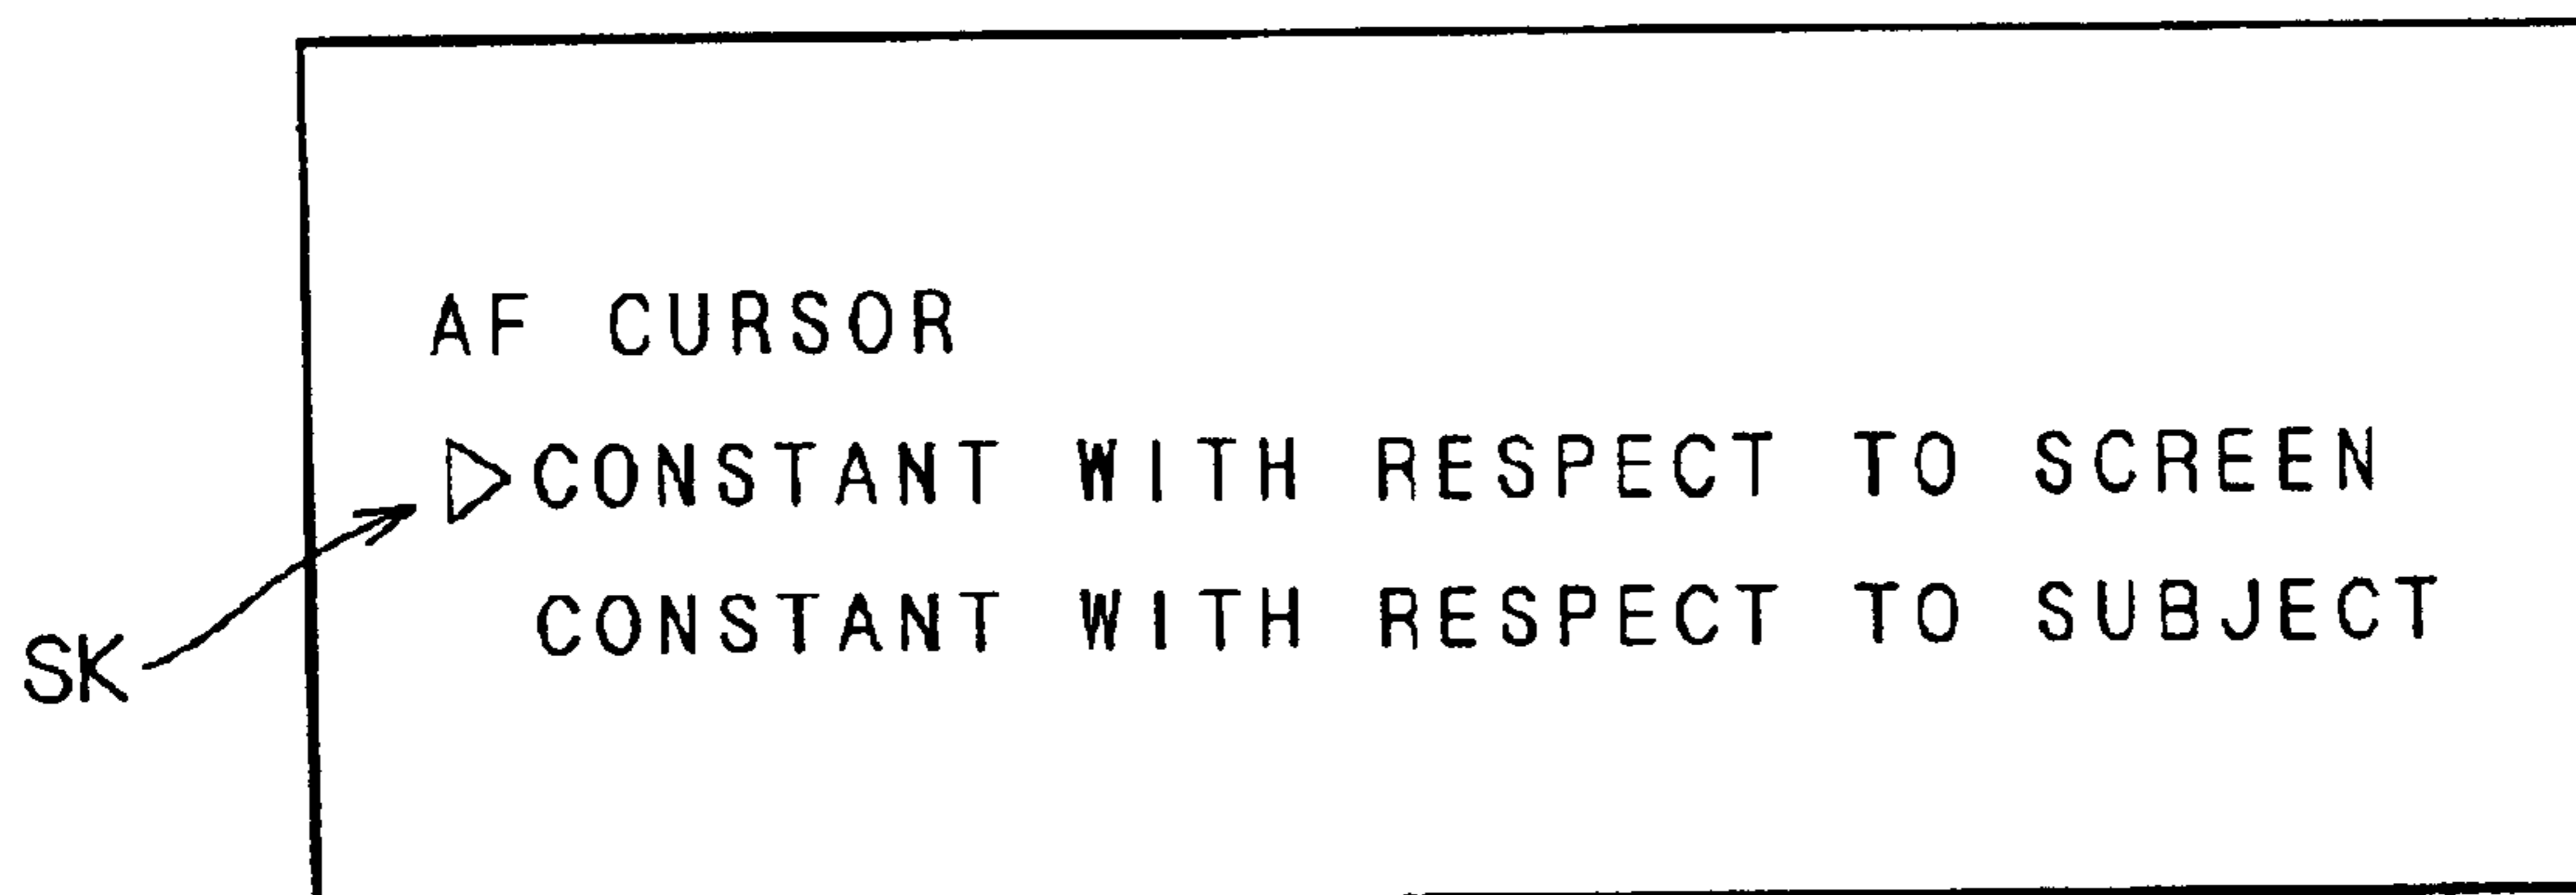 AF CURSOR
▷CONSTANT WITH RESPECT TO SCREEN
CONSTANT WITH RESPECT TO SUBJECT
SK